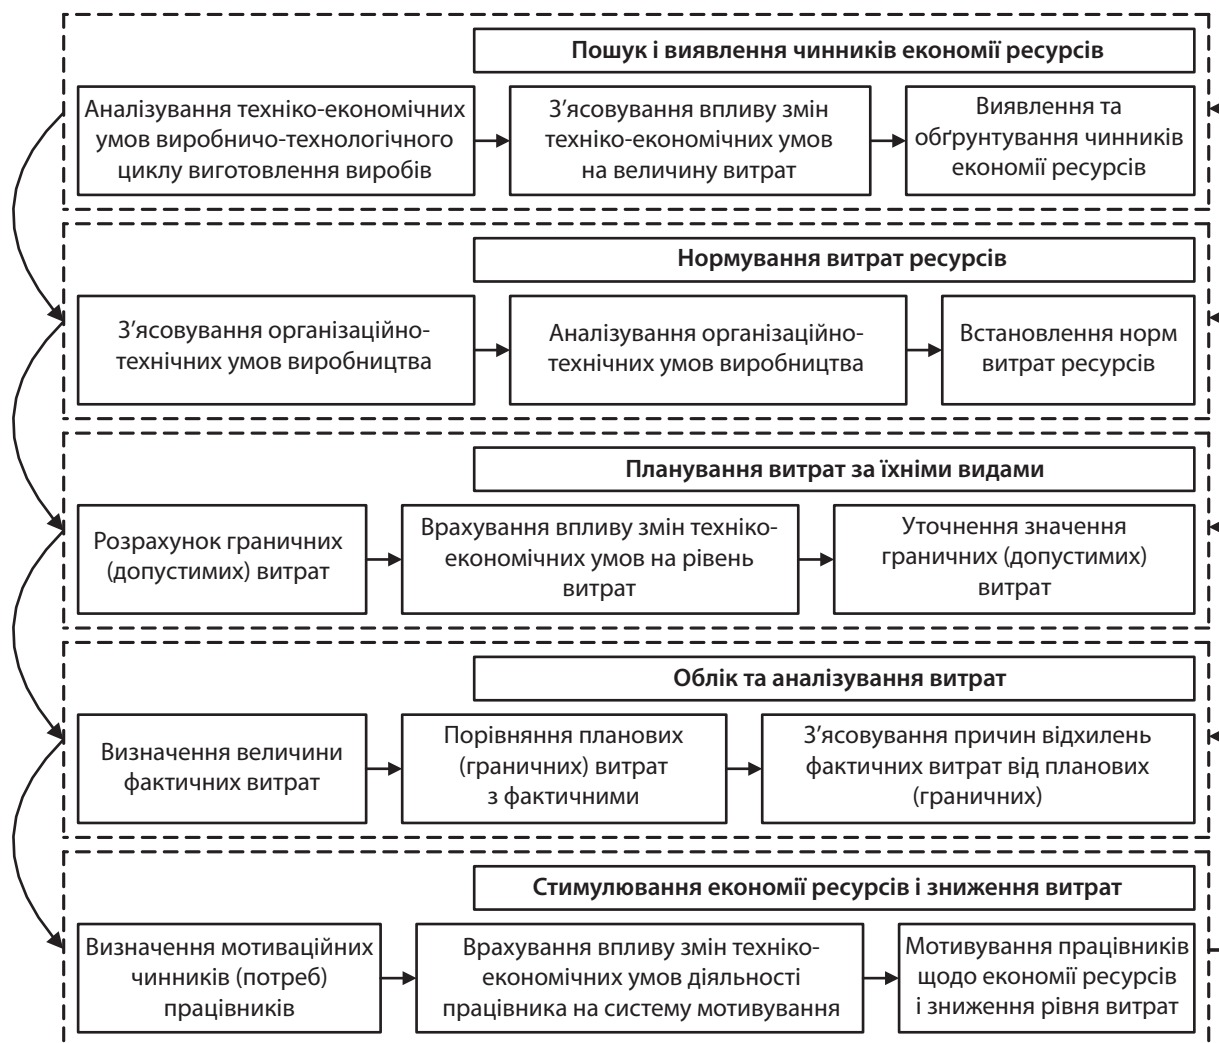 Пошук і виявлення чинників економії ресурсів
Аналізування техніко-економічних
умов виробничо-технологічного
циклу виготовлення виробів
З'ясовування впливу змін
техніко-економічних умов
на величину витрат
Виявлення та
обґрунтування чинників
економії ресурсів
Нормування витрат ресурсів
З'ясовування організаційно-
технічних умов виробництва
Аналізування організаційно-
технічних умов виробництва
Встановлення норм
витрат ресурсів
Планування витрат за їхніми видами
Розрахунок граничних
(допустимих) витрат
Врахування впливу змін техніко-
економічних умов на рівень
витрат
Уточнення значення
граничних (допустимих)
витрат
Облік та аналізування витрат
Визначення величини
фактичних витрат
Порівняння планових
(граничних) витрат
з фактичними
З'ясовування причин відхилень
фактичних витрат від планових
(граничних)
Стимулювання економії ресурсів і зниження витрат
Визначення мотиваційних
чинників (потреб)
працівників
Врахування впливу змін техніко-
економічних умов діяльності
працівника на систему мотивування
Мотивування працівників
щодо економії ресурсів
і зниження рівня витрат